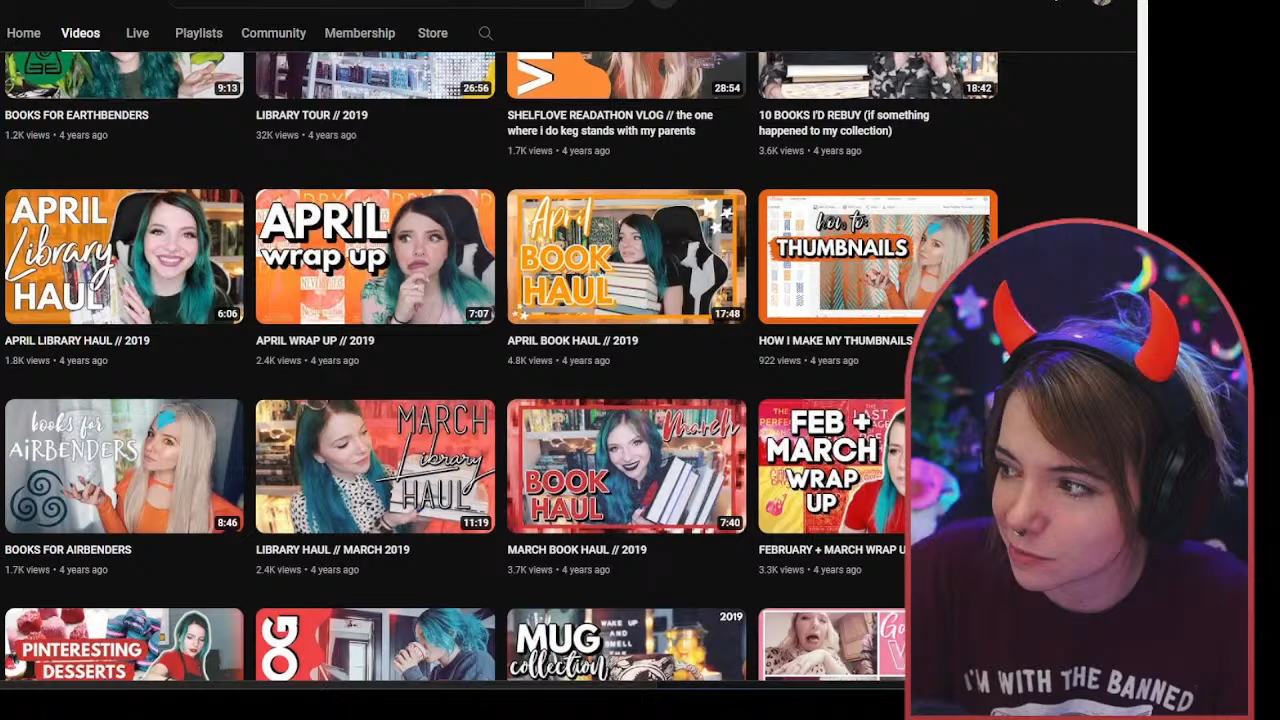 Home Videos Live Playlists Community Membership Store
9:13
26:56
VL
28:54
18:42
BOOKS FOR EARTHBENDERS
1.2K views • 4 years ago
LIBRARY TOUR // 2019
32K views • 4 years ago
SHELFLOVE READATHON VLOG // the one
where i do keg stands with my parents
1.7K views • 4 years ago
10 BOOKS I'D REBUY (if something
happened to my collection)
3.6K views • 4 years ago
APRIL
Library
HAUL
6:06
APRIL
wrap up
7:07
April
BOOK
HAUL
17:48
how to:
THUMBNAILS
APRIL LIBRARY HAUL // 2019
1.8K views • 4 years ago
APRIL WRAP UP // 2019
2.4K views • 4 years ago
APRIL BOOK HAUL // 2019
4.8K views • 4 years ago
HOW I MAKE MY THUMBNAILS
922 views • 4 years ago
books for
AIRBENDERS
8:46
MARCH
Library
HAUL
11:19
March
BOOK
HAUL
7:40
FEB +
MARCH
WRAP
UP
BOOKS FOR AIRBENDERS
1.7K views • 4 years ago
LIBRARY HAUL // MARCH 2019
2.4K views • 4 years ago
MARCH BOOK HAUL // 2019
3.7K views • 4 years ago
FEBRUARY + MARCH WRAP U
3.3K views • 4 years ago
PINTERESTING
DESSERTS
OG
MUG
collection
WAKE UP
AND
SMELL
2019
I'M WITH THE BANNED